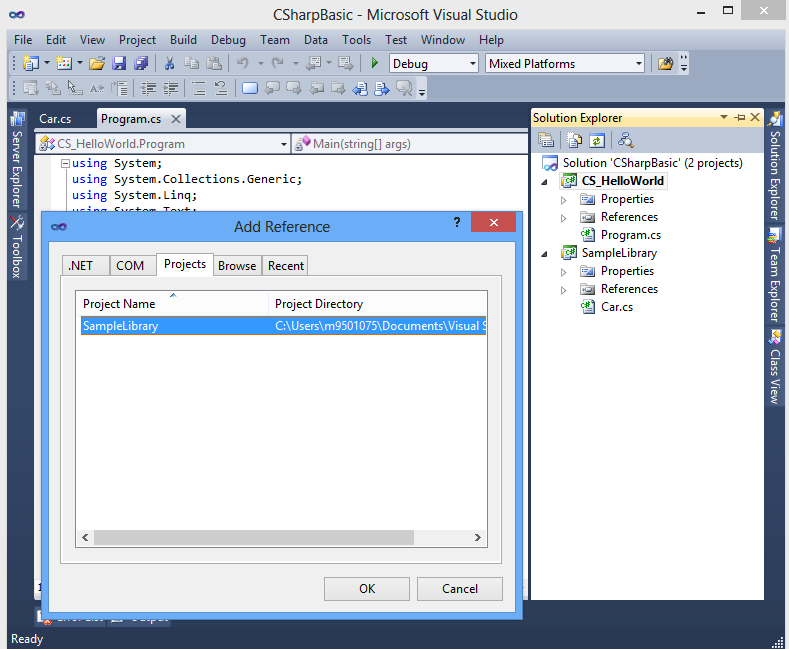 CSharpBasic - Microsoft Visual Studio
File Edit View Project Build Debug Team Data Tools Test Window Help
Debug Mixed Platforms
Car.cs Program.cs
CS_HelloWorld.Program Main(string[] args)
using System;
using System.Collections.Generic;
using System.Linq;
using System.Text;
Server Explorer
Toolbox
Add Reference
.NET COM Projects Browse Recent
Project Name Project Directory
SampleLibrary C:\Users\m9501075\Documents\Visual S
OK Cancel
Error List Output
Ready
Solution Explorer
Solution 'CSharpBasic' (2 projects)
CS_HelloWorld
Properties
References
Program.cs
SampleLibrary
Properties
References
Car.cs
Solution Explorer
Team Explorer
Class View